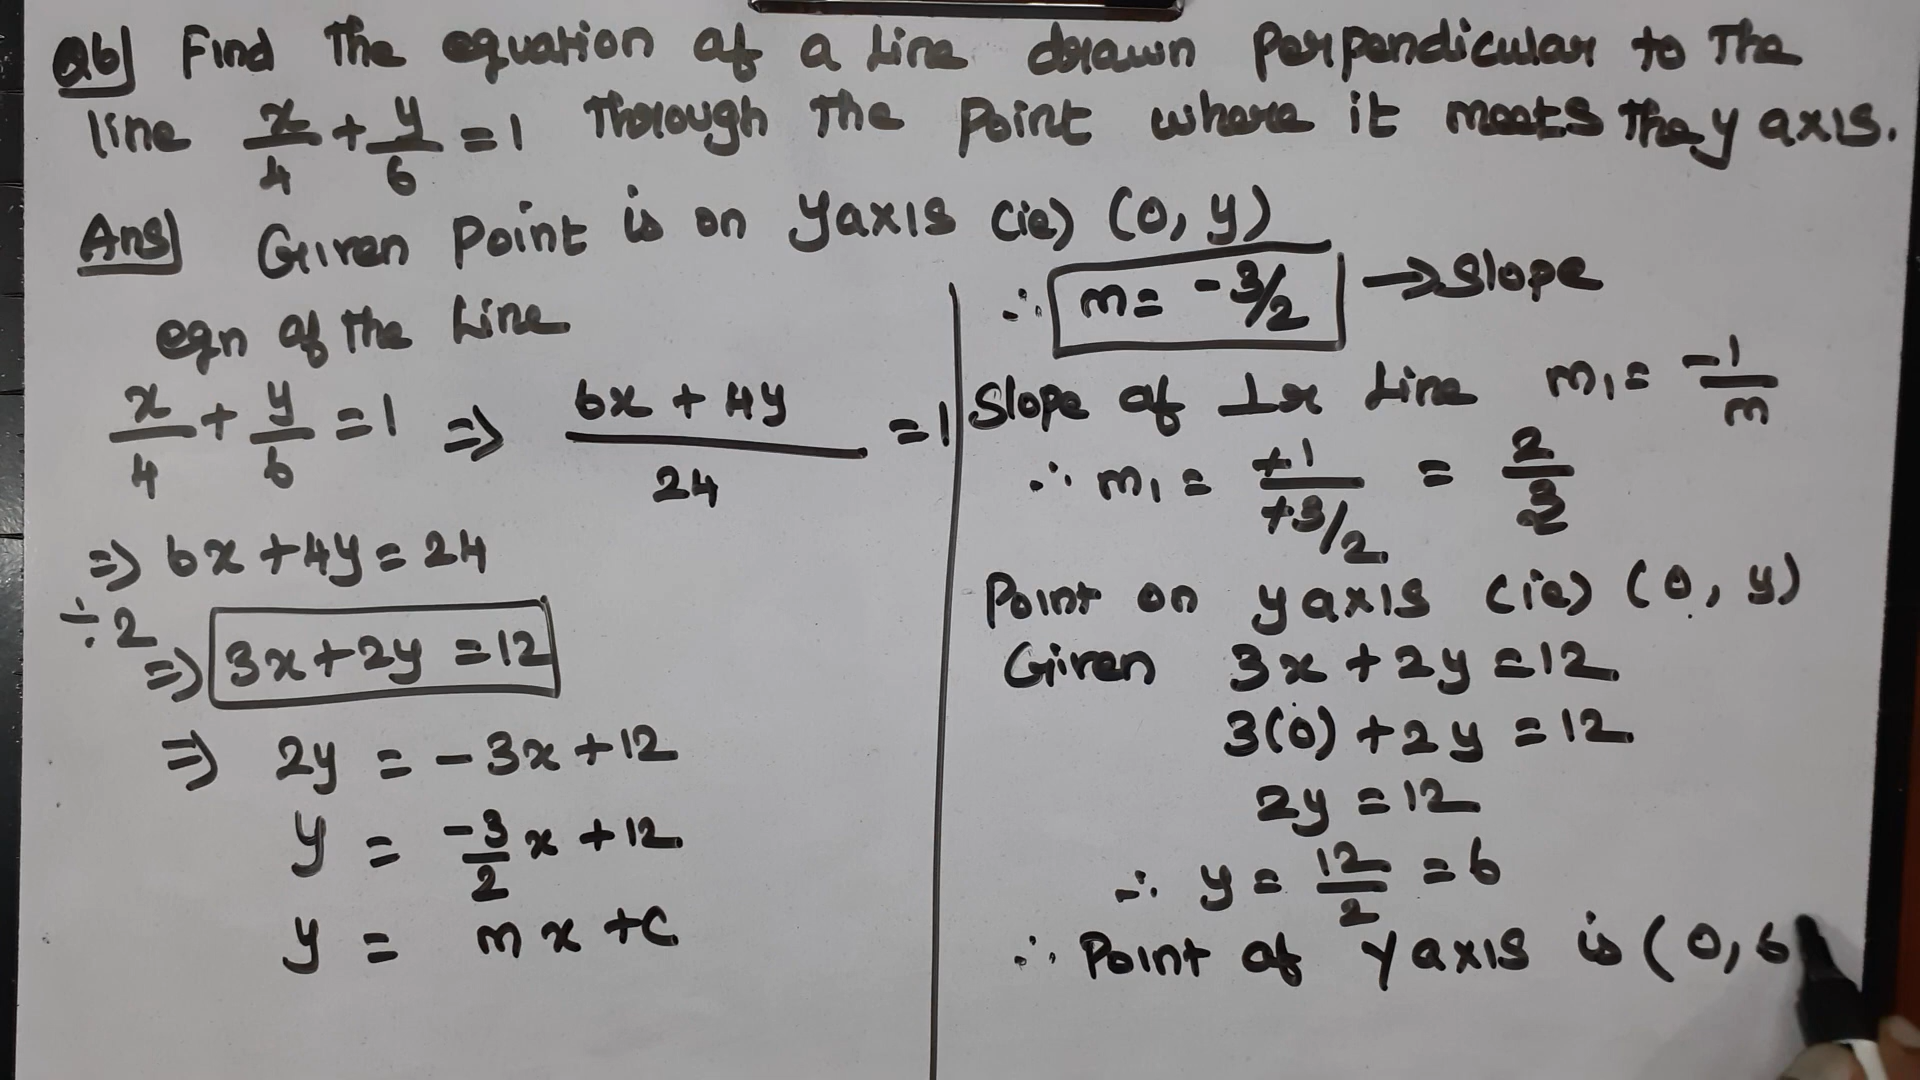 Q6) Find The equation of a Line drawn Perpendicular to The
line x/4 + y/6 = 1 Through The Point where it meets The y axis.
Ans) Given Point is on y axis (ie) (0, y)
eqn of the Line
x/4 + y/6 = 1 ⇒ 6x + 4y / 24 = 1
⇒ 6x + 4y = 24
÷2 ⇒ 3x + 2y = 12
⇒ 2y = -3x + 12
y = -3/2 x + 12
y = mx + c
∴ m = -3/2 → Slope
Slope of ⊥r Line m1 = -1/m
∴ m1 = +1/+3/2 = 2/3
Point on y axis (ie) (0, y)
Given 3x + 2y = 12
3(0) + 2y = 12
2y = 12
∴ y = 12/2 = 6
∴ Point of Y axis is (0, 6